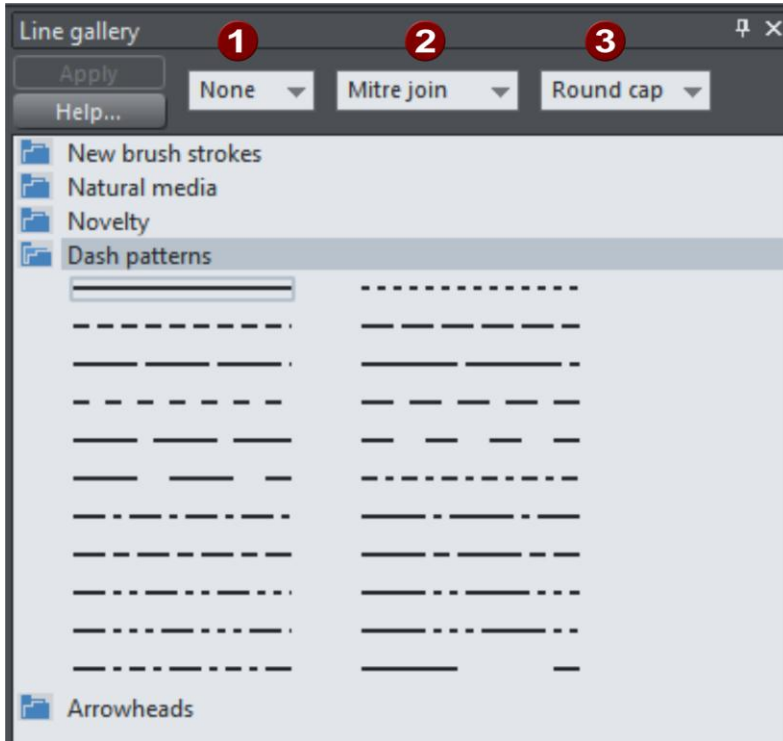 Line gallery
1 2 3
Apply None Mitre join Round cap
Help...
New brush strokes
Natural media
Novelty
Dash patterns
Arrowheads